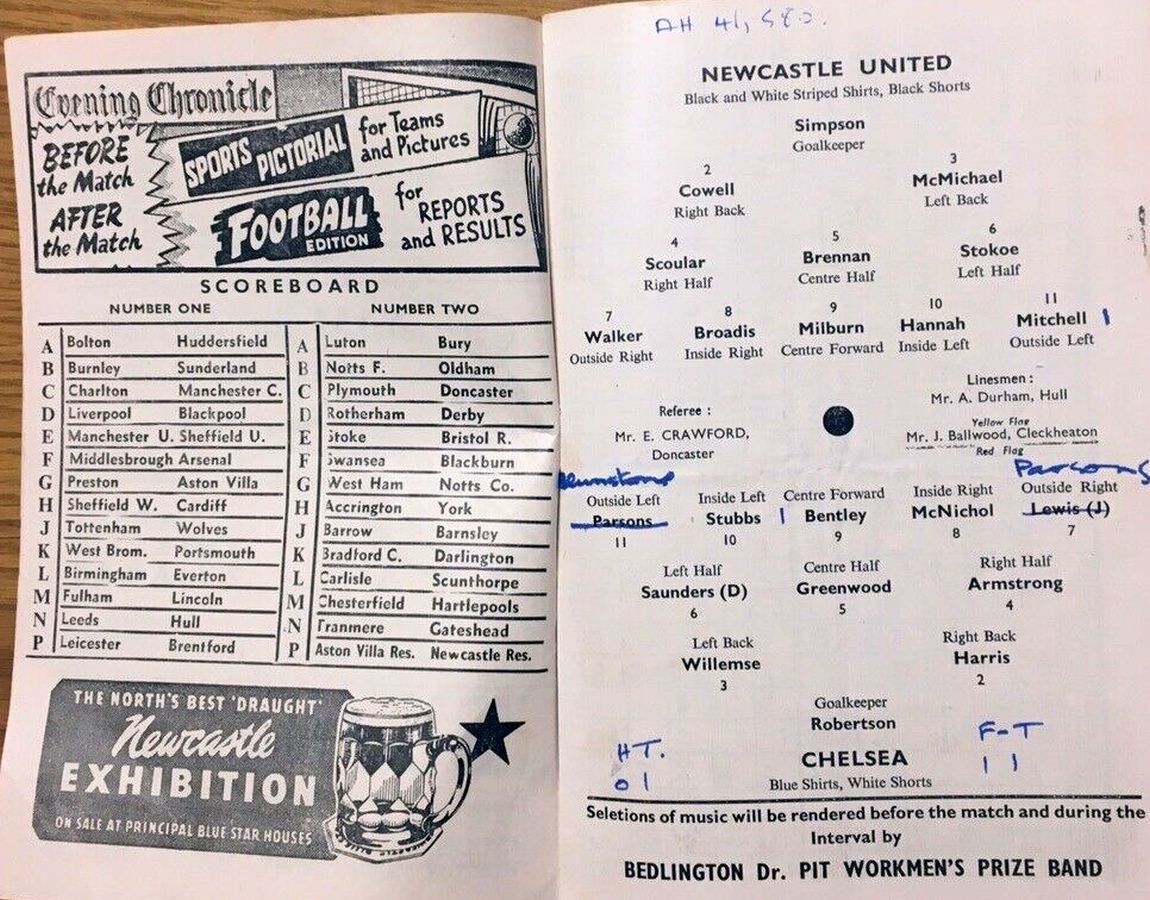 Evening Chronicle
BEFORE
the Match
AFTER
the Match
SPORTS PICTORIAL
for Teams
and Pictures
FOOTBALL
EDITION
for
REPORTS
and RESULTS
SCOREBOARD
NUMBER ONE NUMBER TWO
A Bolton Huddersfield A Luton Bury
B Burnley Sunderland B Notts F. Oldham
C Charlton Manchester C. C Plymouth Doncaster
D Liverpool Blackpool D Rotherham Derby
E Manchester U. Sheffield U. E Stoke Bristol R.
F Middlesbrough Arsenal F Swansea Blackburn
G Preston Aston Villa G West Ham Notts Co.
H Sheffield W. Cardiff H Accrington York
J Tottenham Wolves J Barrow Barnsley
K West Brom. Portsmouth K Bradford C. Darlington
L Birmingham Everton L Carlisle Scunthorpe
M Fulham Lincoln M Chesterfield Hartlepools
N Leeds Hull N Tranmere Gateshead
P Leicester Brentford P Aston Villa Res. Newcastle Res.
THE NORTH'S BEST 'DRAUGHT'
Newcastle
EXHIBITION
ON SALE AT PRINCIPAL BLUE STAR HOUSES
NEWCASTLE UNITED
Black and White Striped Shirts, Black Shorts
Simpson
Goalkeeper
2 3
Cowell McMichael
Right Back Left Back
4 5 6
Scoular Brennan Stokoe
Right Half Centre Half Left Half
7 8 9 10 11
Walker Broadis Milburn Hannah Mitchell 1
Outside Right Inside Right Centre Forward Inside Left Outside Left
Referee :
Mr. E. CRAWFORD,
Doncaster
Linesmen :
Mr. A. Durham, Hull
Yellow Flag
Mr. J. Ballwood, Cleckheaton
Red Flag
Parsons
Outside Left Inside Left Centre Forward Inside Right Outside Right
Parsons Stubbs 1 Bentley McNichol Lewis (J)
11 10 9 8 7
Left Half Centre Half Right Half
Saunders (D) Greenwood Armstrong
6 5 4
Left Back Right Back
Willemse Harris
3 2
Goalkeeper
Robertson
HT. CHELSEA F-T
0 1 Blue Shirts, White Shorts 1 1
Seletions of music will be rendered before the match and during the
Interval by
BEDLINGTON Dr. PIT WORKMEN'S PRIZE BAND